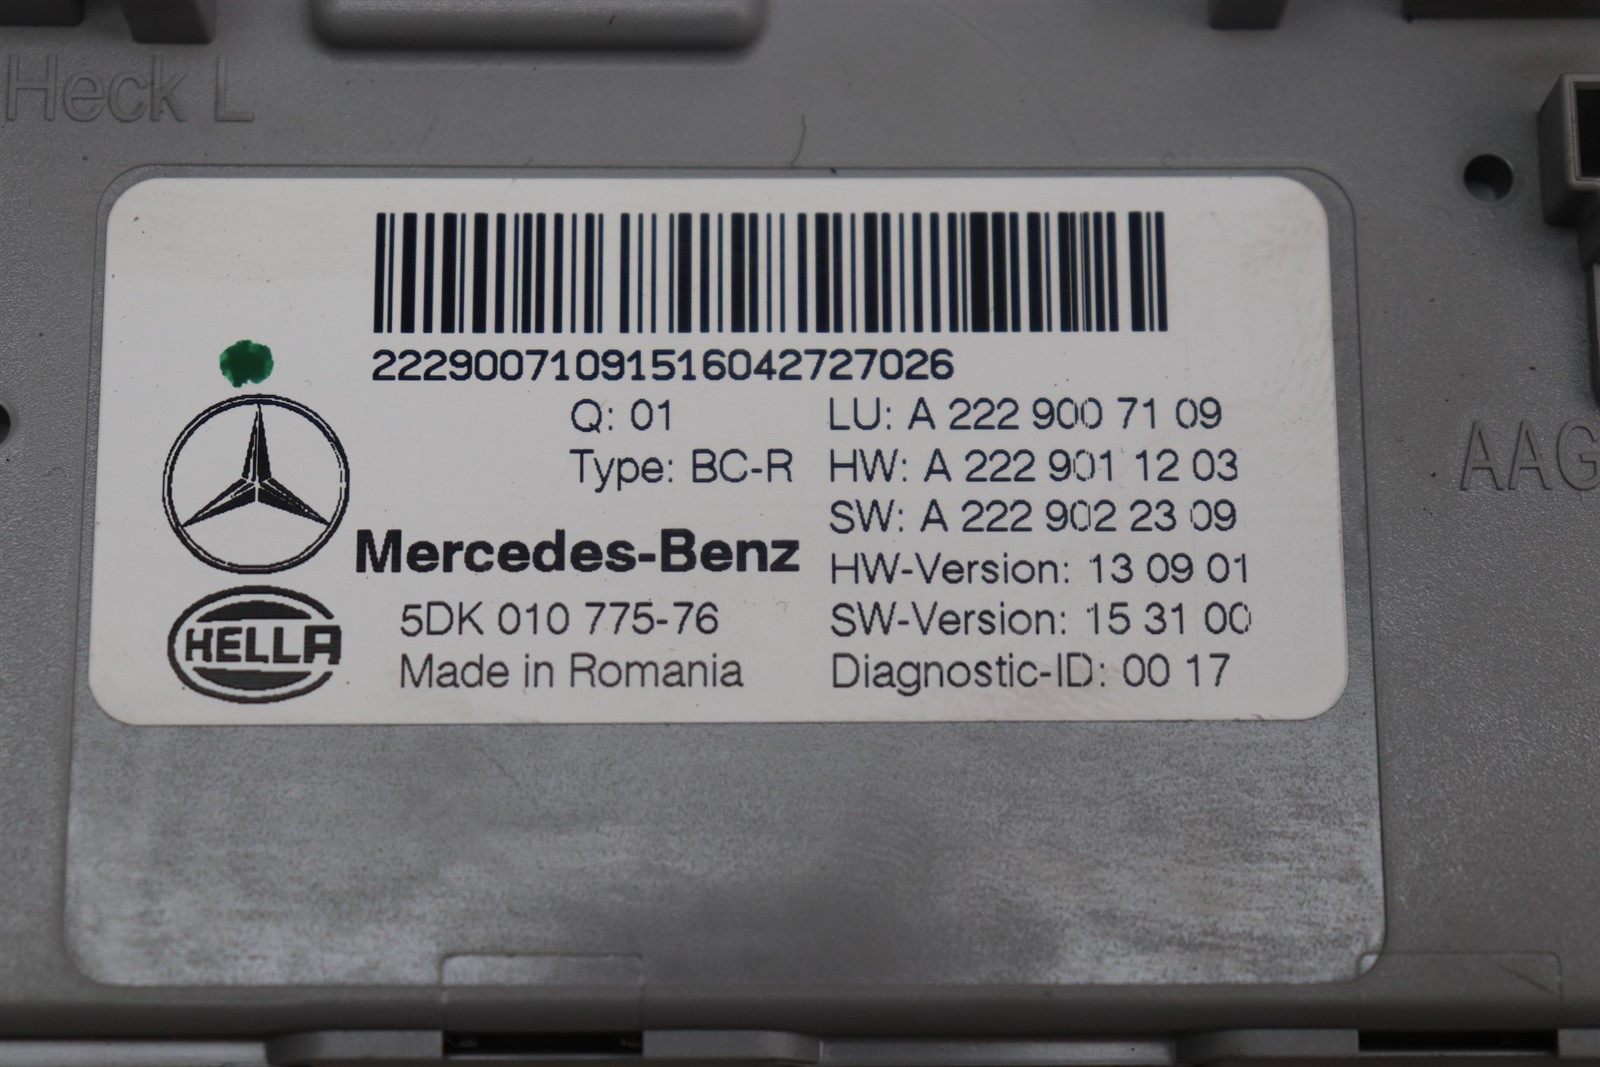 Heck L
22290071091516042727026
Q: 01 LU: A 222 900 71 09
Type: BC-R HW: A 222 901 12 03
SW: A 222 902 23 09
Mercedes-Benz
HW-Version: 13 09 01
HELLA
5DK 010 775-76 SW-Version: 15 31 00
Made in Romania Diagnostic-ID: 00 17
AAG